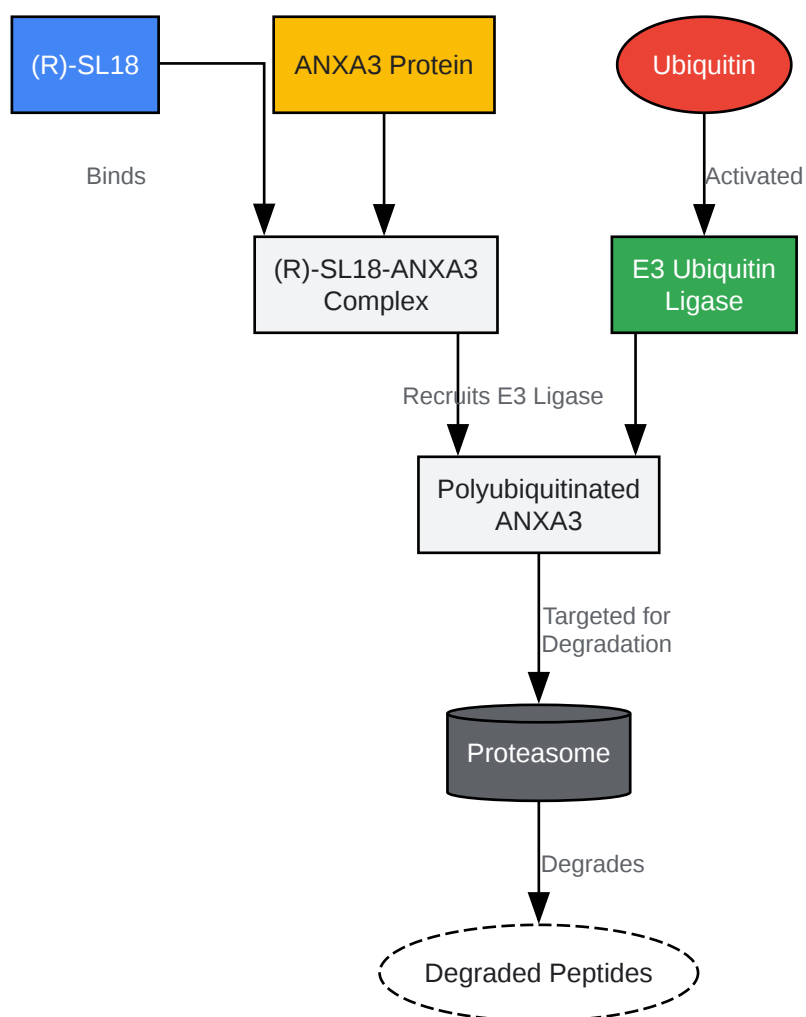 (R)-SL18
ANXA3 Protein
Ubiquitin
Binds
Activated
(R)-SL18-ANXA3
Complex
E3 Ubiquitin
Ligase
Recruits E3 Ligase
Polyubiquitinated
ANXA3
Targeted for
Degradation
Proteasome
Degrades
Degraded Peptides